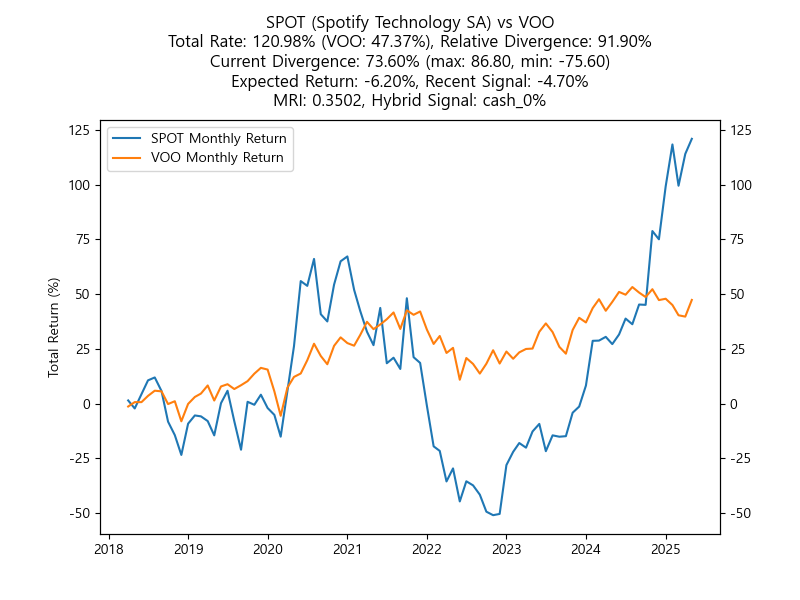 SPOT (Spotify Technology SA) vs VOO
Total Rate: 120.98% (VOO: 47.37%), Relative Divergence: 91.90%
Current Divergence: 73.60% (max: 86.80, min: -75.60)
Expected Return: -6.20%, Recent Signal: -4.70%
MRI: 0.3502, Hybrid Signal: cash_0%
SPOT Monthly Return
VOO Monthly Return
Total Return (%)
125
100
75
50
25
0
-25
-50
125
100
75
50
25
0
-25
-50
2018 2019 2020 2021 2022 2023 2024 2025